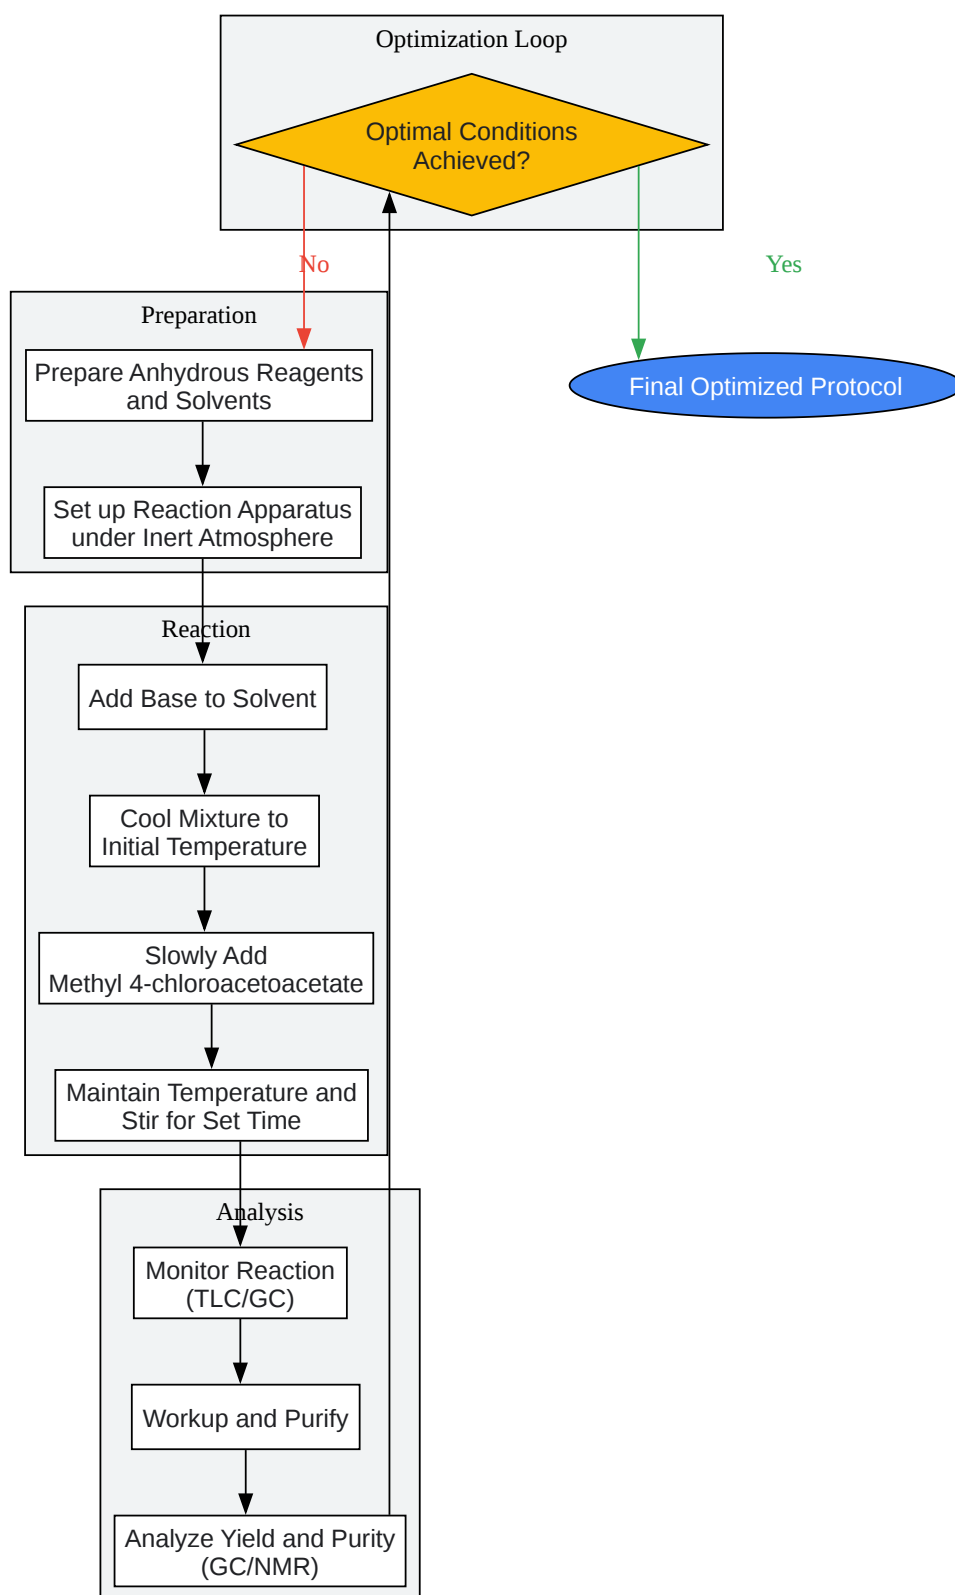 Optimization Loop
Optimal Conditions
Achieved?
No
Yes
Preparation
Prepare Anhydrous Reagents
and Solvents
Final Optimized Protocol
Set up Reaction Apparatus
under Inert Atmosphere
Reaction
Add Base to Solvent
Cool Mixture to
Initial Temperature
Slowly Add
Methyl 4-chloroacetoacetate
Maintain Temperature and
Stir for Set Time
Analysis
Monitor Reaction
(TLC/GC)
Workup and Purify
Analyze Yield and Purity
(GC/NMR)